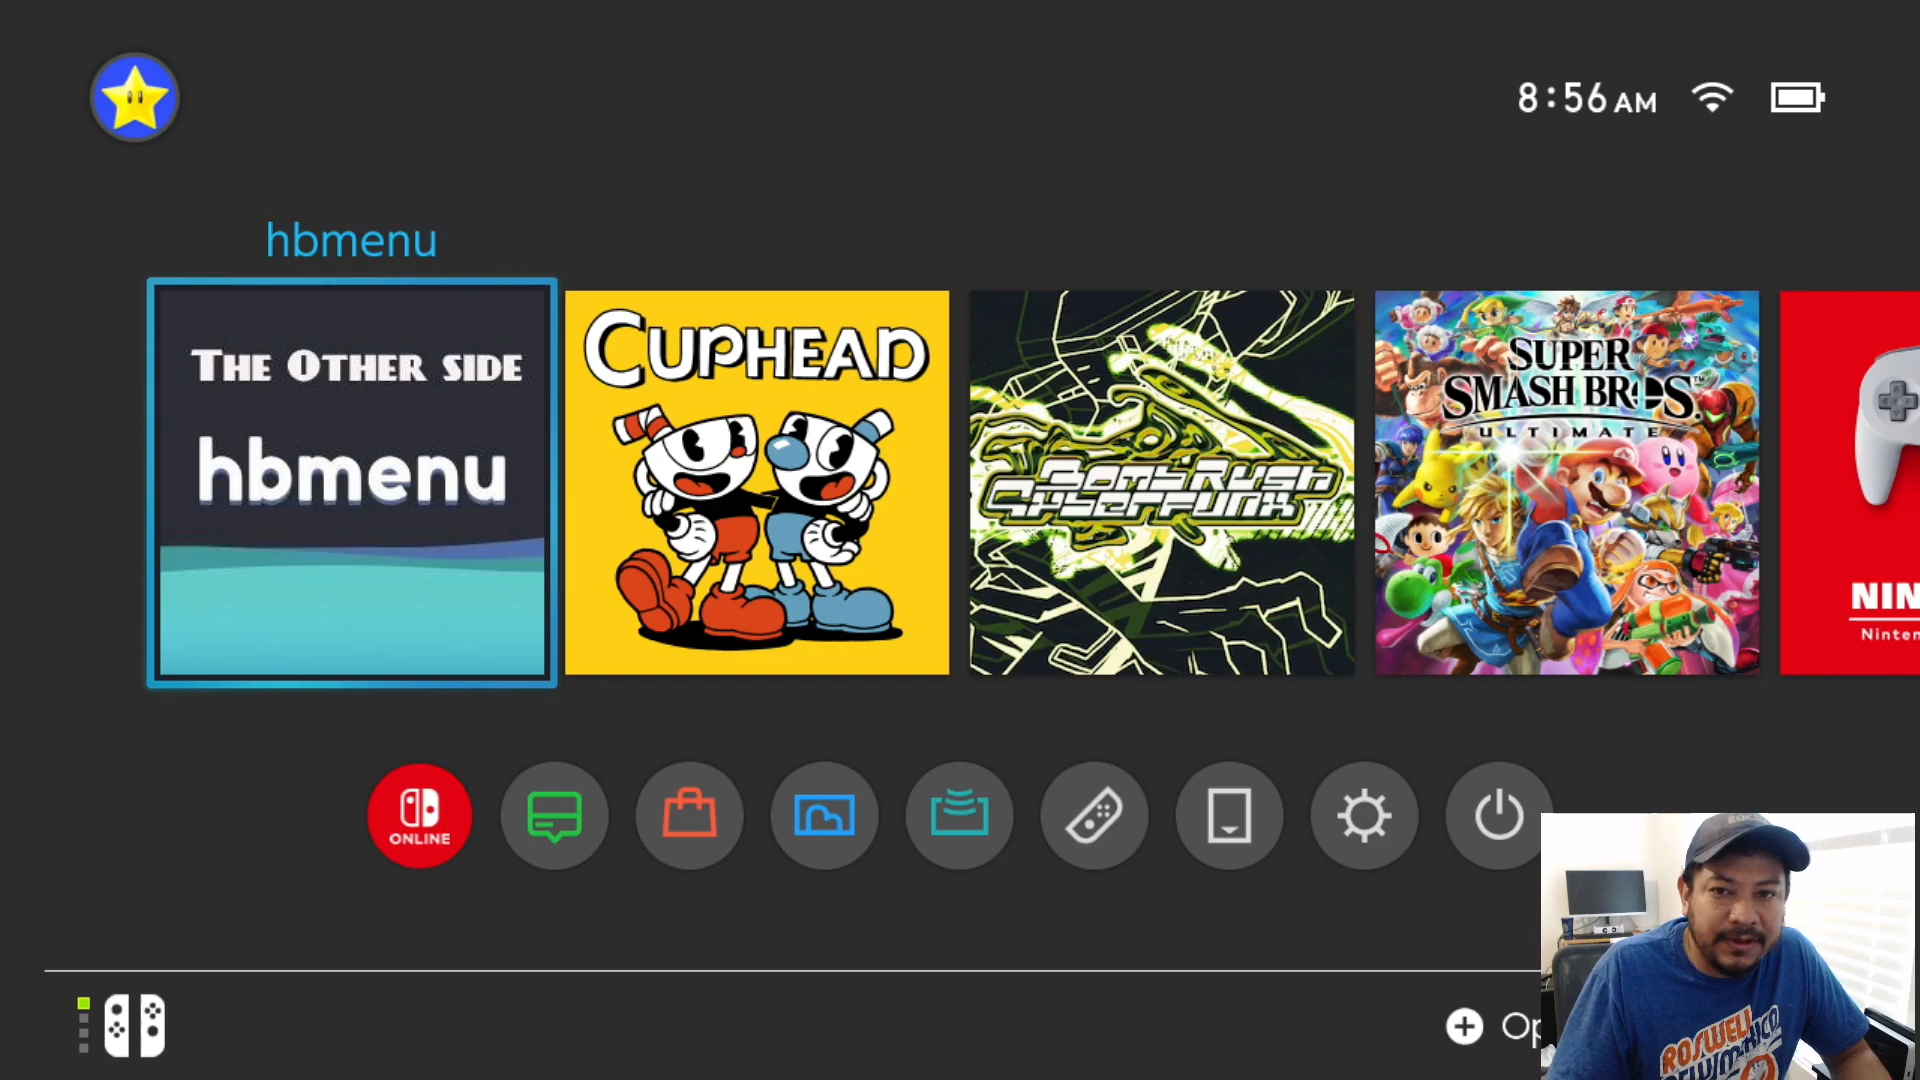 8:56 AM
hbmenu
THE OTHER SIDE
hbmenu
CUPHEAD
BOMB RUSH
CYBERFUNK
SUPER
SMASH BROS.
ULTIMATE
NIN
Ninten
ONLINE
Op
ROSWELL